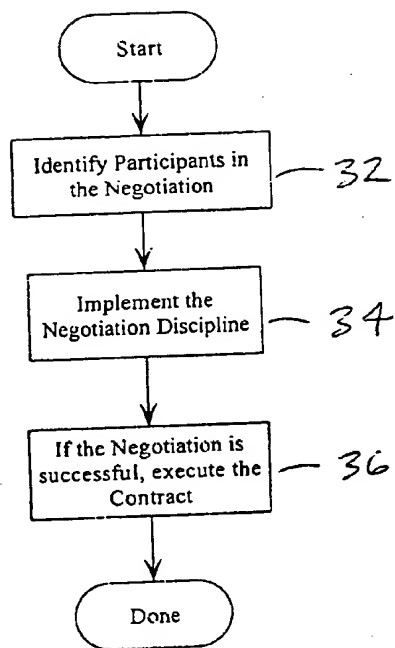 Start
Identify Participants in
the Negotiation
32
Implement the
Negotiation Discipline
34
If the Negotiation is
successful, execute the
Contract
36
Done